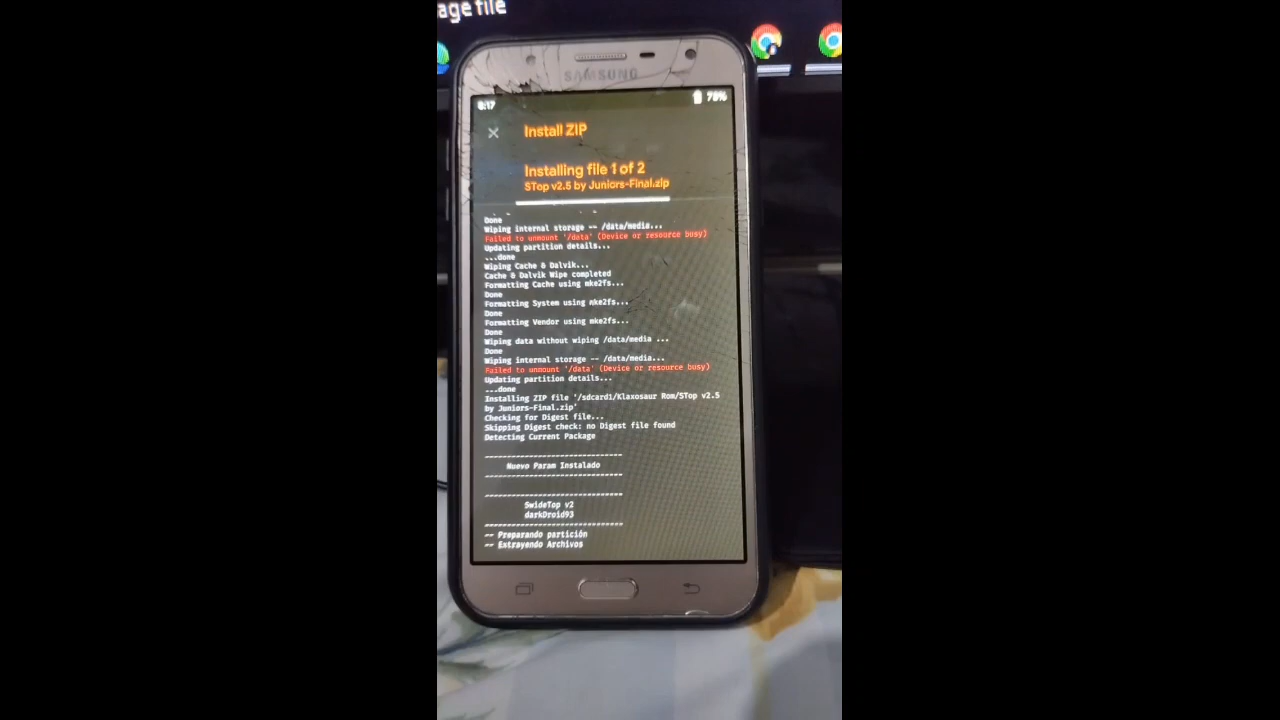 age file
SAMSUNG
6:17
78%
Install ZIP
Installing file 1 of 2
STop v2.5 by Juniors-Final.zip
Done
Wiping internal storage -- /data/media...
Failed to unmount '/data' (Device or resource busy)
Updating partition details...
...done
Wiping Cache & Dalvik...
Cache & Dalvik Wipe completed
Formatting Cache using mke2fs...
Done
Formatting System using mke2fs...
Done
Formatting Vendor using mke2fs...
Done
Wiping data without wiping /data/media ...
Done
Wiping internal storage -- /data/media...
Failed to unmount '/data' (Device or resource busy)
Updating partition details...
...done
Installing ZIP file '/sdcard1/Klaxosaur Rom/STop v2.5
by Juniors-Final.zip'
Checking for Digest file...
Skipping Digest check: no Digest file found
Detecting Current Package
------------------------------
Nuevo Param Instalado
------------------------------
------------------------------
SwideTop v2
darkDroid93
------------------------------
-- Preparando partición
-- Extrayendo Archivos